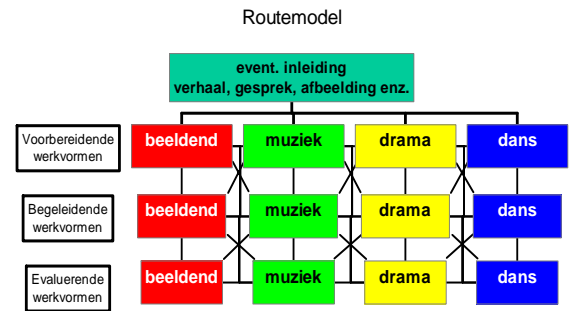 Routemodel
event. inleiding
verhaal, gesprek, afbeelding enz.
Voorbereidende
werkvormen
beeldend
muziek
drama
dans
Begeleidende
werkvormen
beeldend
muziek
drama
dans
Evaluerende
werkvormen
beeldend
muziek
drama
dans